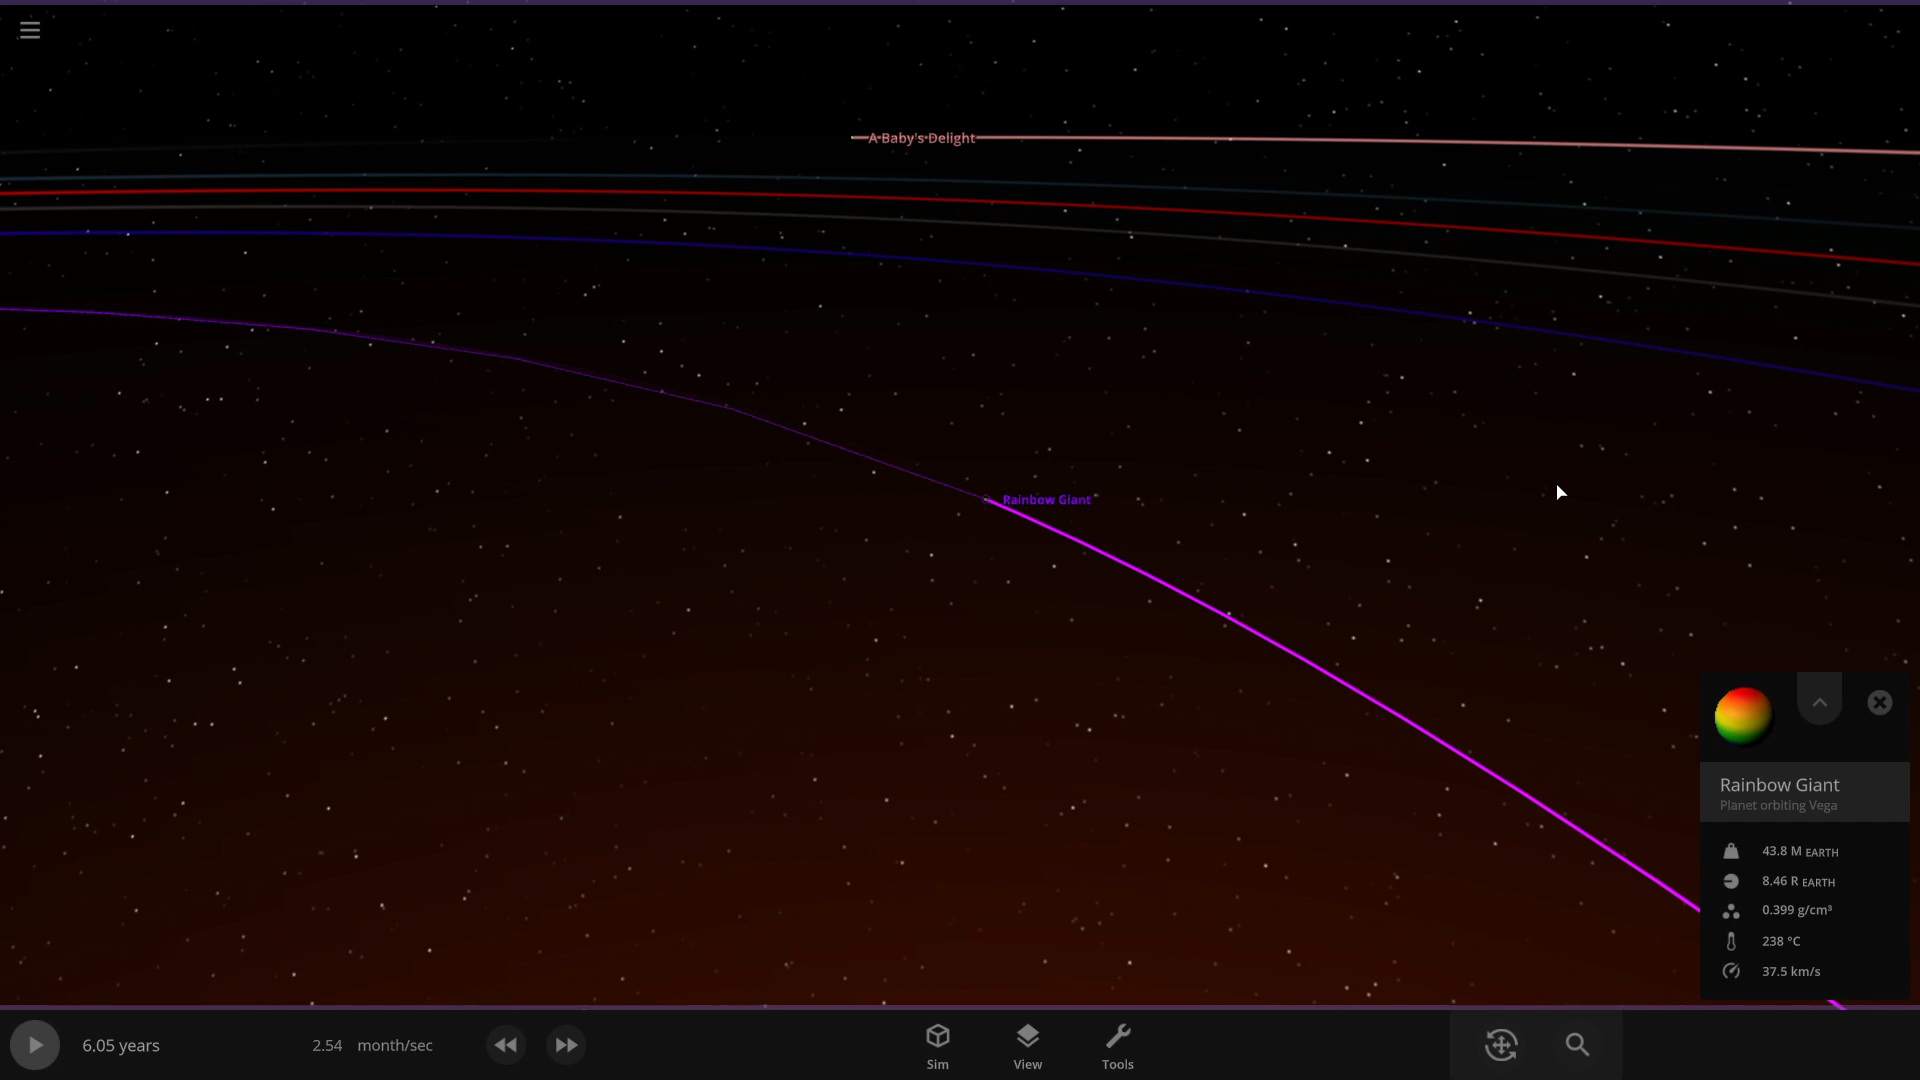 A Baby's Delight
Rainbow Giant
Rainbow Giant
Planet orbiting Vega
43.8 M EARTH
8.46 R EARTH
0.399 g/cm³
238 °C
37.5 km/s
6.05 years
2.54 month/sec
Sim
View
Tools